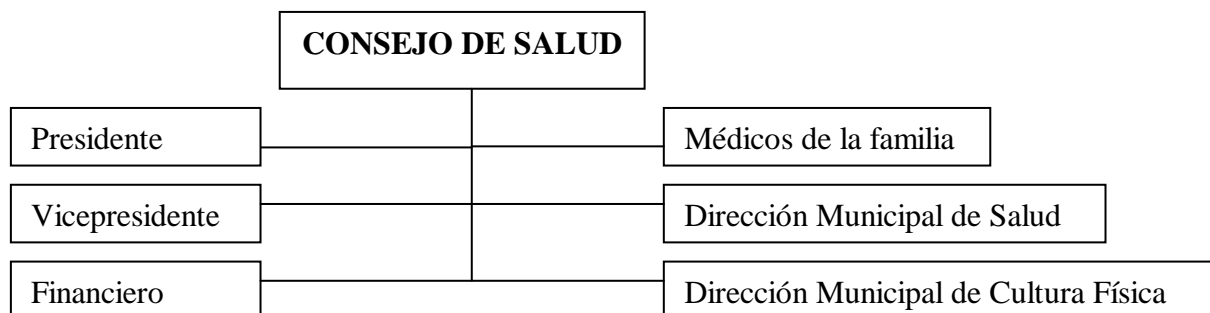 CONSEJO DE SALUD
Presidente
Médicos de la familia
Vicepresidente
Dirección Municipal de Salud
Financiero
Dirección Municipal de Cultura Física